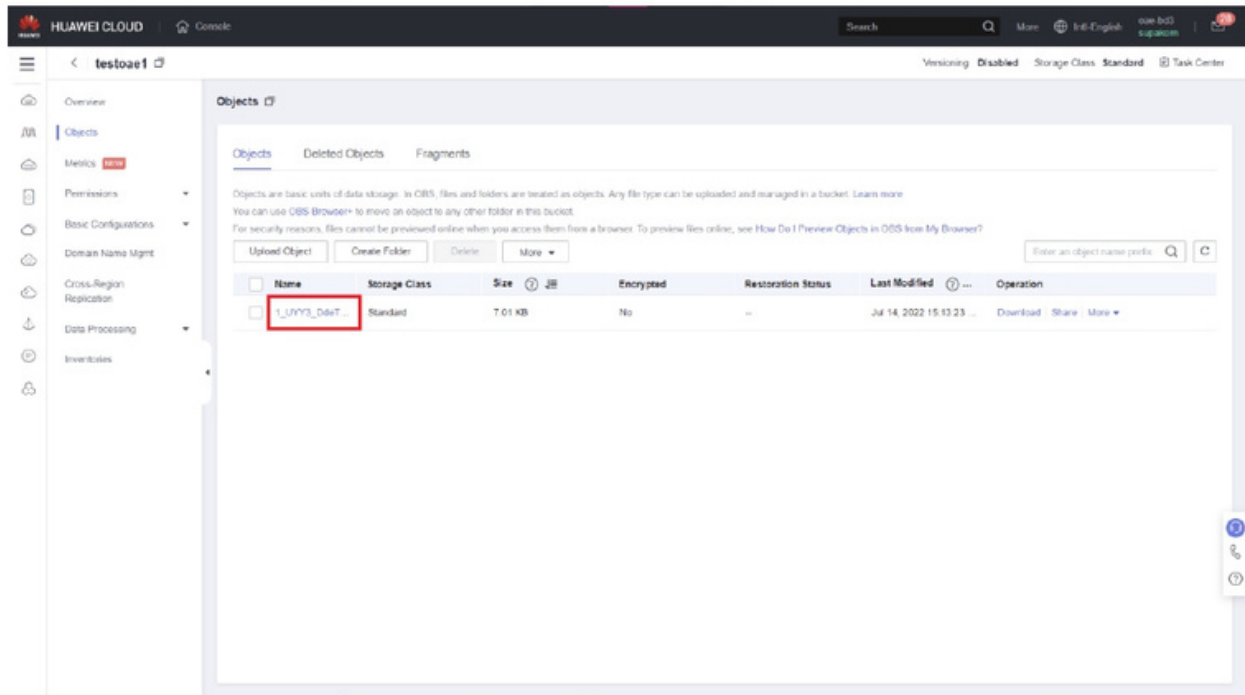 HUAWEI HUAWEI CLOUD Console Search More Intl-English oae-bd3
supakorn 28
testoae1 Versioning Disabled Storage Class Standard Task Center
Overview
Objects
Metrics NEW
Permissions
Basic Configurations
Domain Name Mgmt
Cross-Region
Replication
Data Processing
Inventories
Objects
Objects Deleted Objects Fragments
Objects are basic units of data storage. In OBS, files and folders are treated as objects. Any file type can be uploaded and managed in a bucket. Learn more
You can use OBS Browser+ to move an object to any other folder in this bucket.
For security reasons, files cannot be previewed online when you access them from a browser. To preview files online, see How Do I Preview Objects in OBS from My Browser?
Upload Object Create Folder Delete More Enter an object name prefix C
Name Storage Class Size Encrypted Restoration Status Last Modified ... Operation
1_UYY3_DdeT... Standard 7.01 KB No -- Jul 14, 2022 15:13:23 ... Download Share More